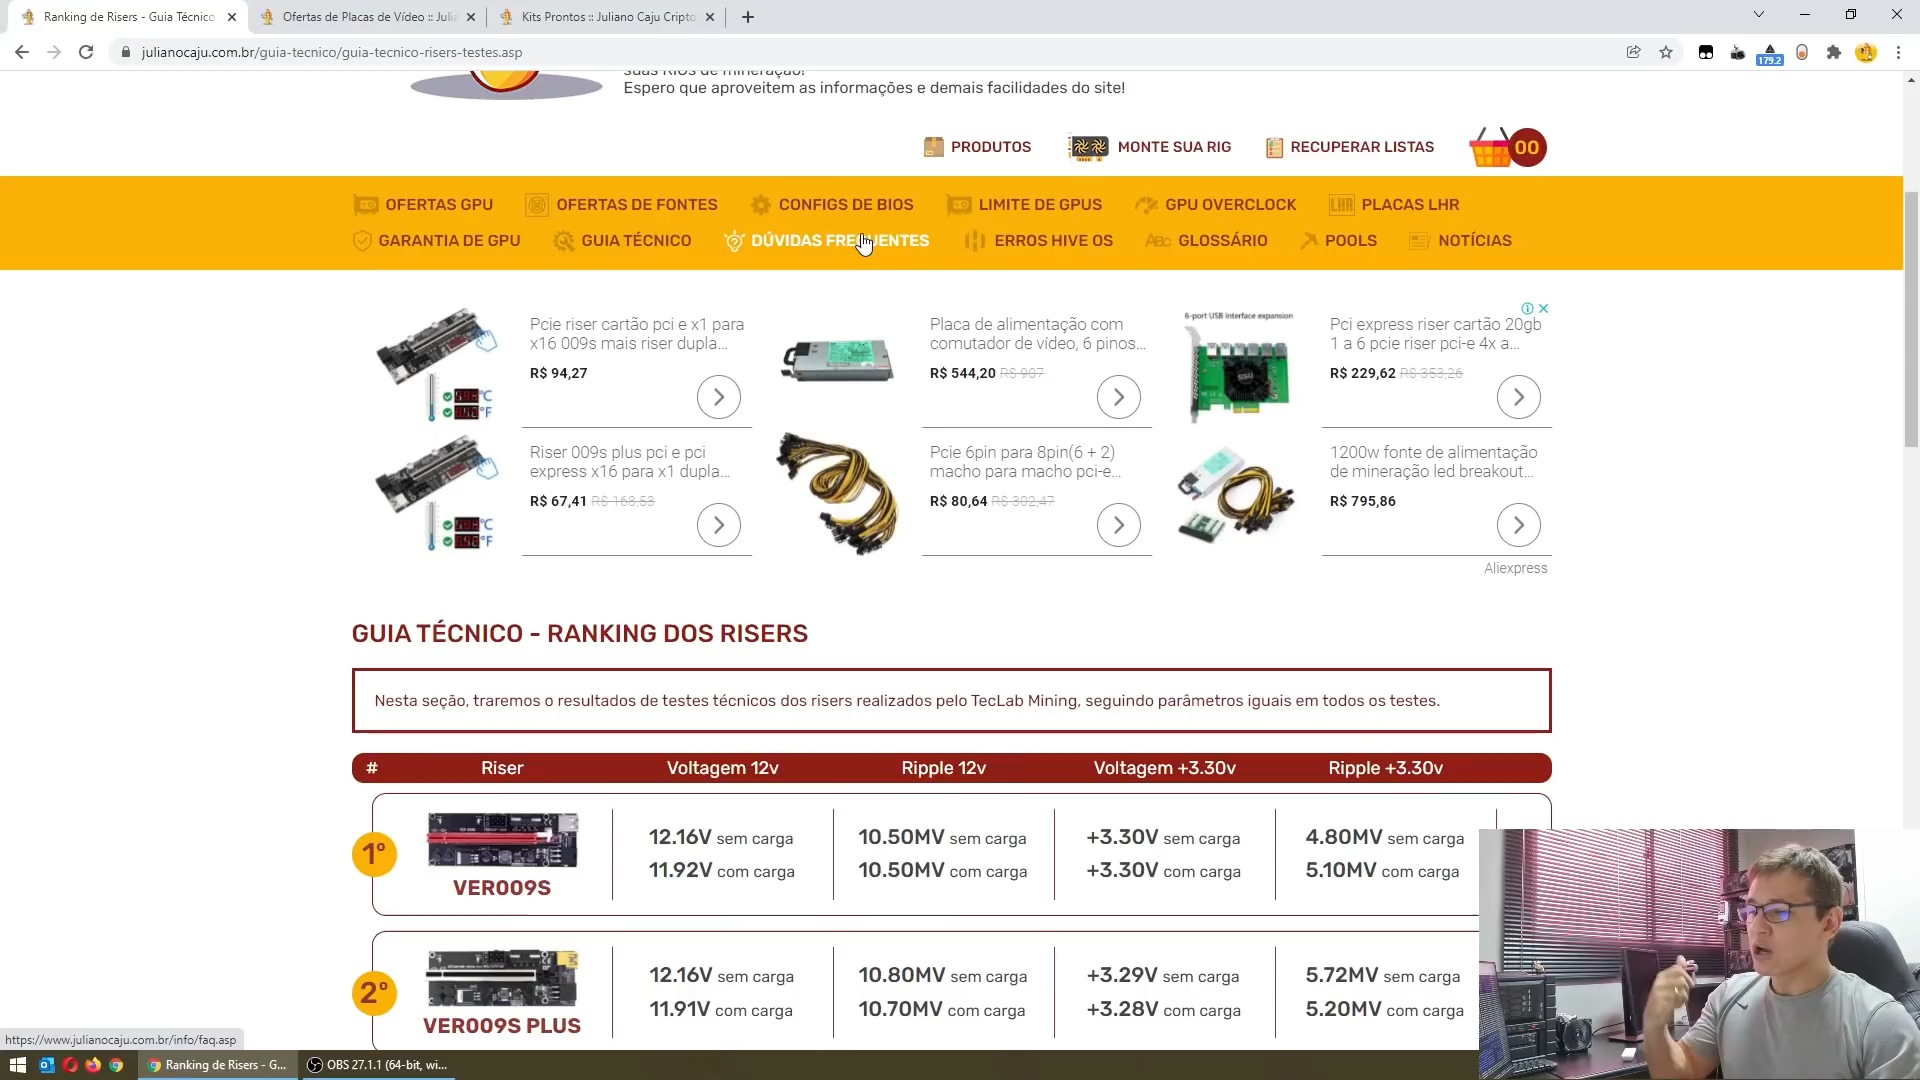 Ranking de Risers - Guia Técnico
Ofertas de Placas de Vídeo :: Juli
Kits Prontos :: Juliano Caju Cripto
julianocaju.com.br/guia-tecnico/guia-tecnico-risers-testes.asp
179.2
suas RIGs de mineração!
Espero que aproveitem as informações e demais facilidades do site!
PRODUTOS
MONTE SUA RIG
RECUPERAR LISTAS
00
OFERTAS GPU
OFERTAS DE FONTES
CONFIGS DE BIOS
LIMITE DE GPUS
GPU OVERCLOCK
LHR
PLACAS LHR
GARANTIA DE GPU
GUIA TÉCNICO
DÚVIDAS FREQUENTES
ERROS HIVE OS
ABC
GLOSSÁRIO
POOLS
NOTÍCIAS
Pcie riser cartão pci e x1 para
x16 009s mais riser dupla...
R$ 94,27
Placa de alimentação com
comutador de vídeo, 6 pinos...
R$ 544,20 R$ 907
6-port USB interface expansion
Pci express riser cartão 20gb
1 a 6 pcie riser pci-e 4x a...
R$ 229,62 R$ 353,26
Riser 009s plus pci e pci
express x16 para x1 dupla...
R$ 67,41 R$ 168,53
Pcie 6pin para 8pin(6 + 2)
macho para macho pci-e...
R$ 80,64 R$ 302,47
1200w fonte de alimentação
de mineração led breakout...
R$ 795,86
Aliexpress
GUIA TÉCNICO - RANKING DOS RISERS
Nesta seção, traremos o resultados de testes técnicos dos risers realizados pelo TecLab Mining, seguindo parâmetros iguais em todos os testes.
# Riser Voltagem 12v Ripple 12v Voltagem +3.30v Ripple +3.30v
1º
VER009S
12.16V sem carga
11.92V com carga
10.50MV sem carga
10.50MV com carga
+3.30V sem carga
+3.30V com carga
4.80MV sem carga
5.10MV com carga
2º
VER009S PLUS
12.16V sem carga
11.91V com carga
10.80MV sem carga
10.70MV com carga
+3.29V sem carga
+3.28V com carga
5.72MV sem carga
5.20MV com carga
https://www.julianocaju.com.br/info/faq.asp
Ranking de Risers - G...
OBS 27.1.1 (64-bit, wi...